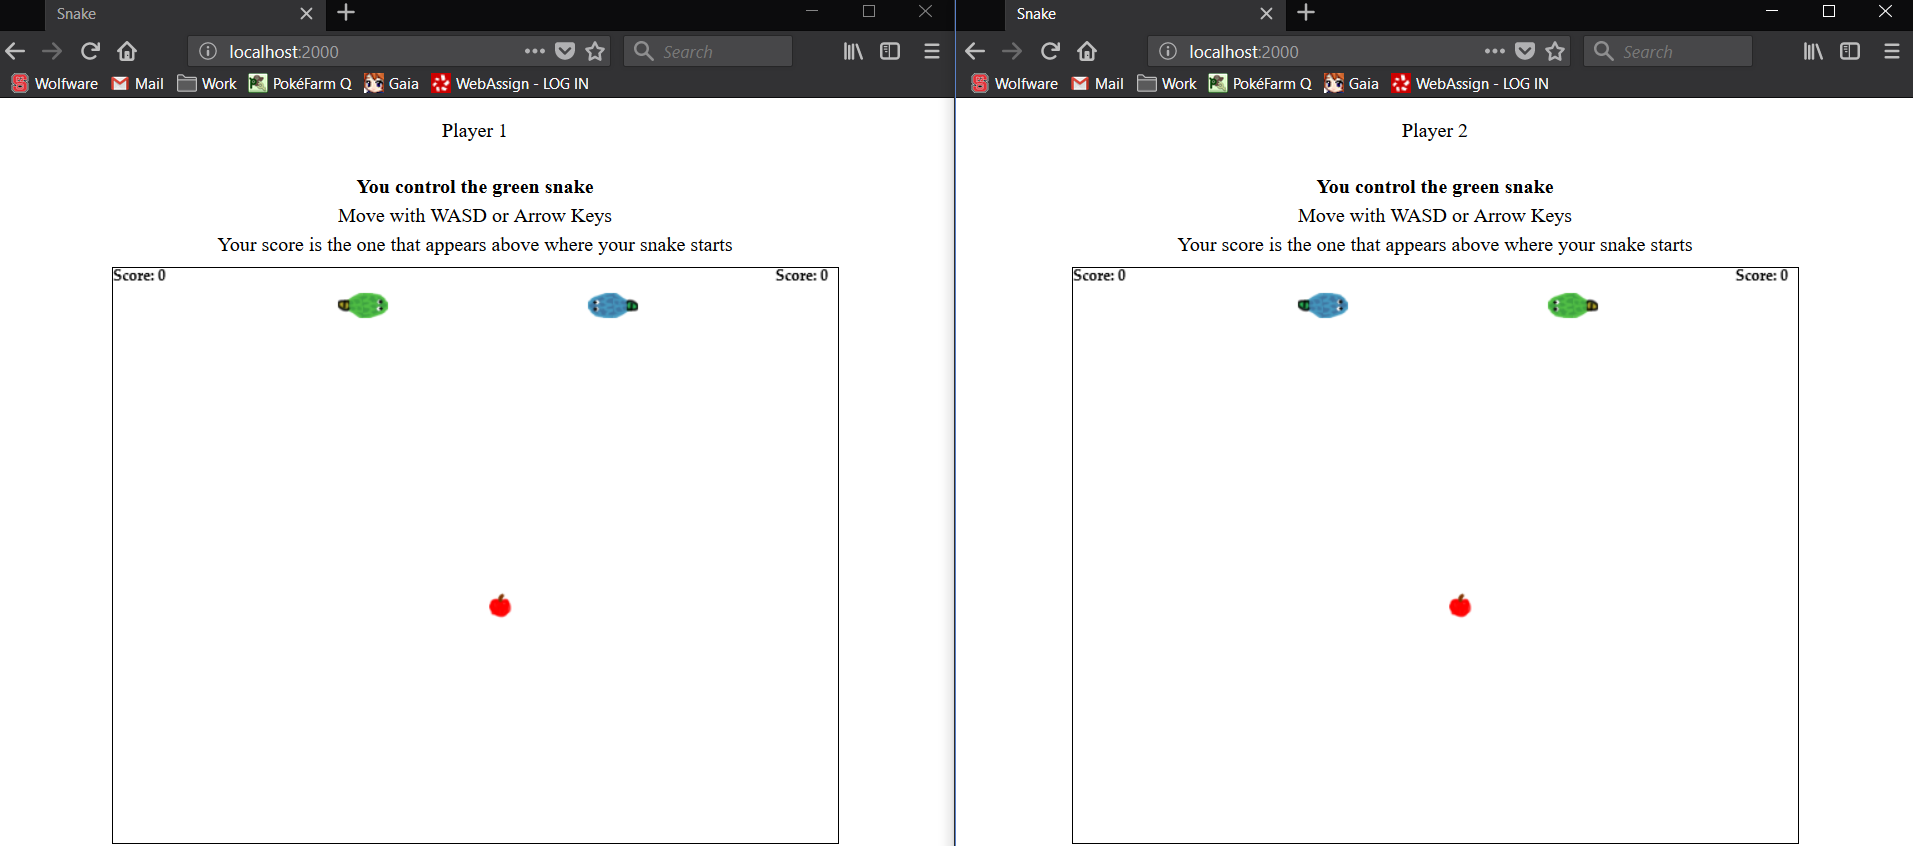 Snake
localhost:2000
Search
Wolfware Mail Work PokéFarm Q Gaia WebAssign - LOG IN
Player 1
You control the green snake
Move with WASD or Arrow Keys
Your score is the one that appears above where your snake starts
Score: 0 Score: 0
Snake
localhost:2000
Search
Wolfware Mail Work PokéFarm Q Gaia WebAssign - LOG IN
Player 2
You control the green snake
Move with WASD or Arrow Keys
Your score is the one that appears above where your snake starts
Score: 0 Score: 0